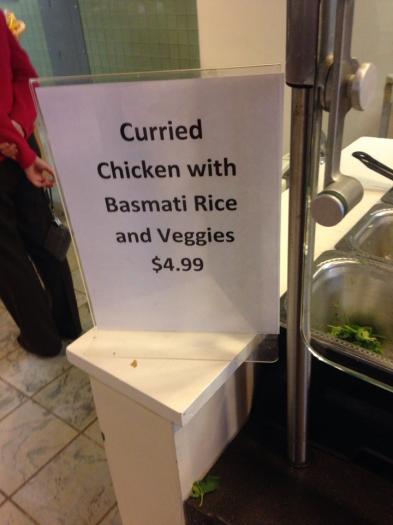 Curried
Chicken with
Basmati Rice
and Veggies
$4.99